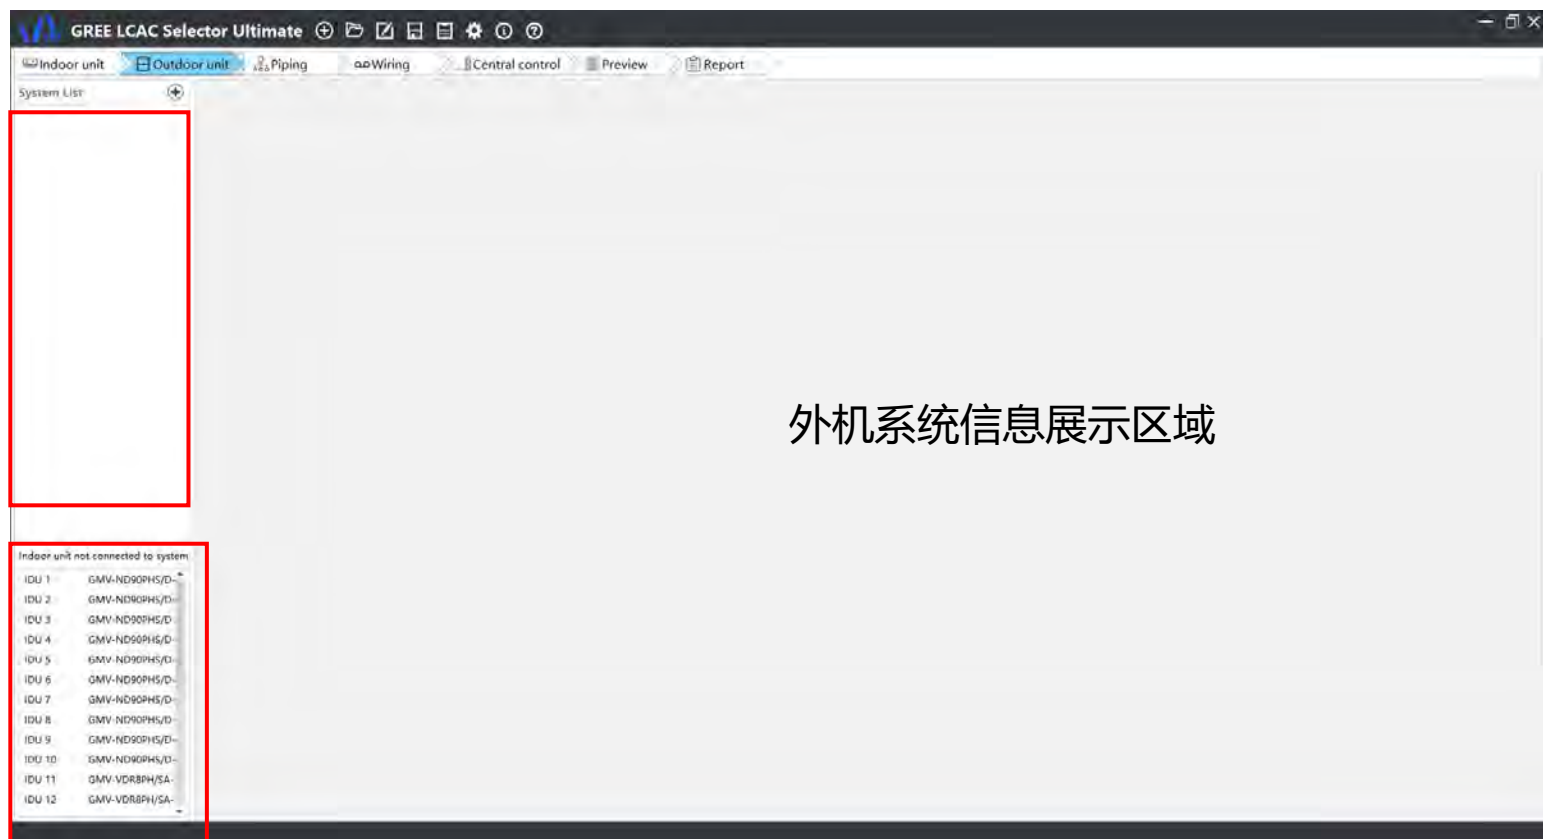 GREE LCAC Selector Ultimate
Indoor unit Outdoor unit Piping Wiring Central control Preview Report
System List
外机系统信息展示区域
Indoor unit not connected to system
IDU 1 GMV-ND90PHS/D-
IDU 2 GMV-ND90PHS/D-
IDU 3 GMV-ND90PHS/D
IDU 4 GMV-ND90PHS/D-
IDU 5 GMV-ND90PHS/D-
IDU 6 GMV-ND90PHS/D-
IDU 7 GMV-ND90PHS/D-
IDU 8 GMV-ND90PHS/D-
IDU 9 GMV-ND90PHS/D-
IDU 10 GMV-ND90PHS/D-
IDU 11 GMV-VDR8PH/SA-
IDU 12 GMV-VDR8PH/SA-